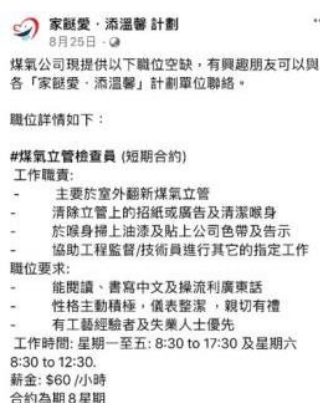 家餸愛‧添溫馨 計劃
8月25日 ·
煤氣公司現提供以下職位空缺，有興趣朋友可以與
各「家餸愛‧添溫馨」計劃單位聯絡。
職位詳情如下：
#煤氣立管檢查員 (短期合約)
工作職責:
- 主要於室外翻新煤氣立管
- 清除立管上的招紙或廣告及清潔喉身
- 於喉身掃上油漆及貼上公司色帶及告示
- 協助工程監督/技術員進行其它的指定工作
職位要求:
- 能閱讀、書寫中文及操流利廣東話
- 性格主動積極，儀表整潔 ，親切有禮
- 有工藝經驗者及失業人士優先
工作時間: 星期一至五: 8:30 to 17:30 及星期六
8:30 to 12:30.
薪金: $60 /小時
合約為期 8 星期